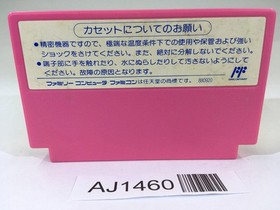 カセットについてのお願い
●精密機器ですので、極端な温度条件下での使用や保管および強い
ショックをさけてください。また、絶対に分解しないでください。
●端子部に手を触れたり、水にぬらしたりして汚さないようにして
ください。故障の原因となります。
ファミリーコンピュータ・ファミコンは任天堂の商標です。
AJ1460